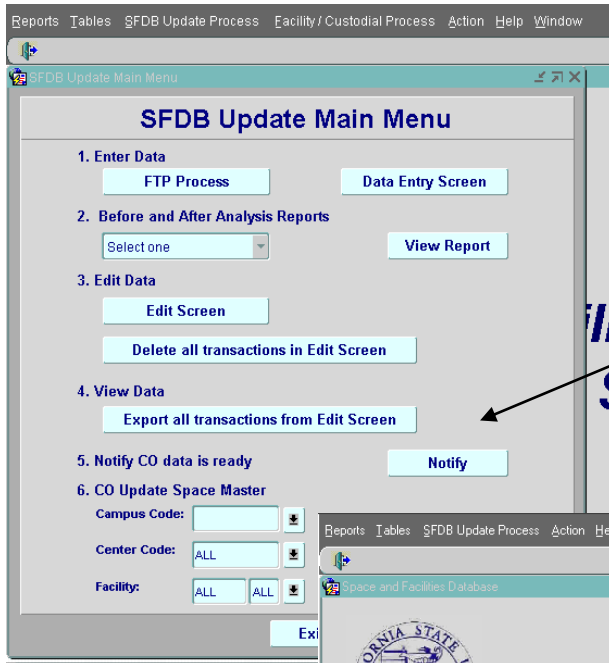 Reports Tables SFDB Update Process Facility / Custodial Process Action Help Window
SFDB Update Main Menu
SFDB Update Main Menu
1. Enter Data
FTP Process Data Entry Screen
2. Before and After Analysis Reports
Select one View Report
3. Edit Data
Edit Screen
Delete all transactions in Edit Screen
4. View Data
Export all transactions from Edit Screen
5. Notify CO data is ready Notify
6. CO Update Space Master
Campus Code:
Center Code: ALL
Facility: ALL ALL
Exi
Reports Tables SFDB Update Process Action He
Space and Facilities Database
ORNIA STATE